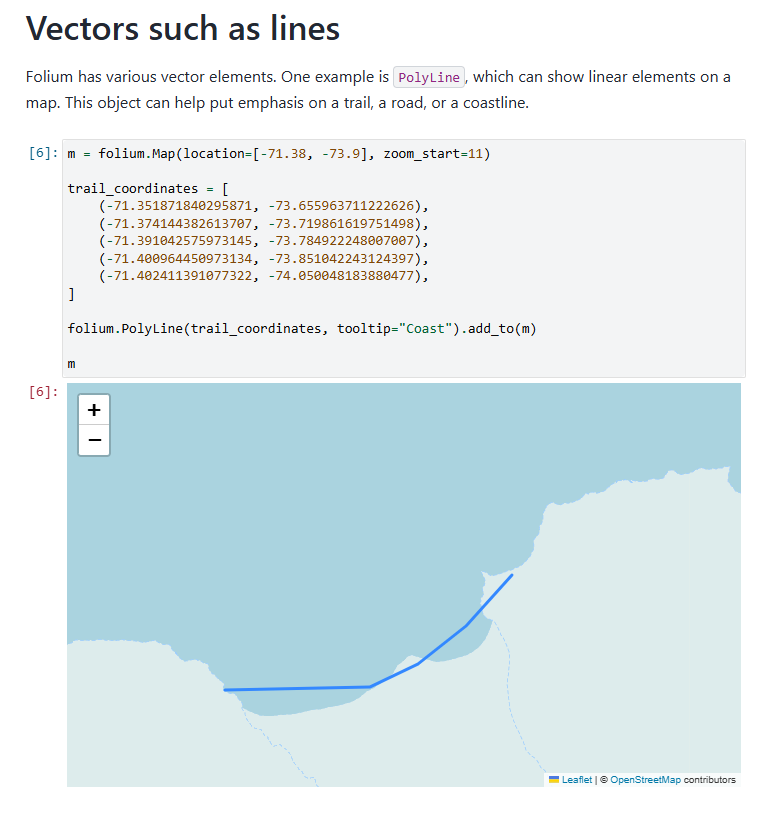 Vectors such as lines
Folium has various vector elements. One example is PolyLine, which can show linear elements on a
map. This object can help put emphasis on a trail, a road, or a coastline.
[6]: m = folium.Map(location=[-71.38, -73.9], zoom_start=11)
trail_coordinates = [
(-71.351871840295871, -73.655963711222626),
(-71.374144382613707, -73.719861619751498),
(-71.391042575973145, -73.784922248007007),
(-71.400964450973134, -73.851042243124397),
(-71.402411391077322, -74.050048183880477),
]
folium.PolyLine(trail_coordinates, tooltip="Coast").add_to(m)
m
[6]:
+
−
Leaflet | © OpenStreetMap contributors